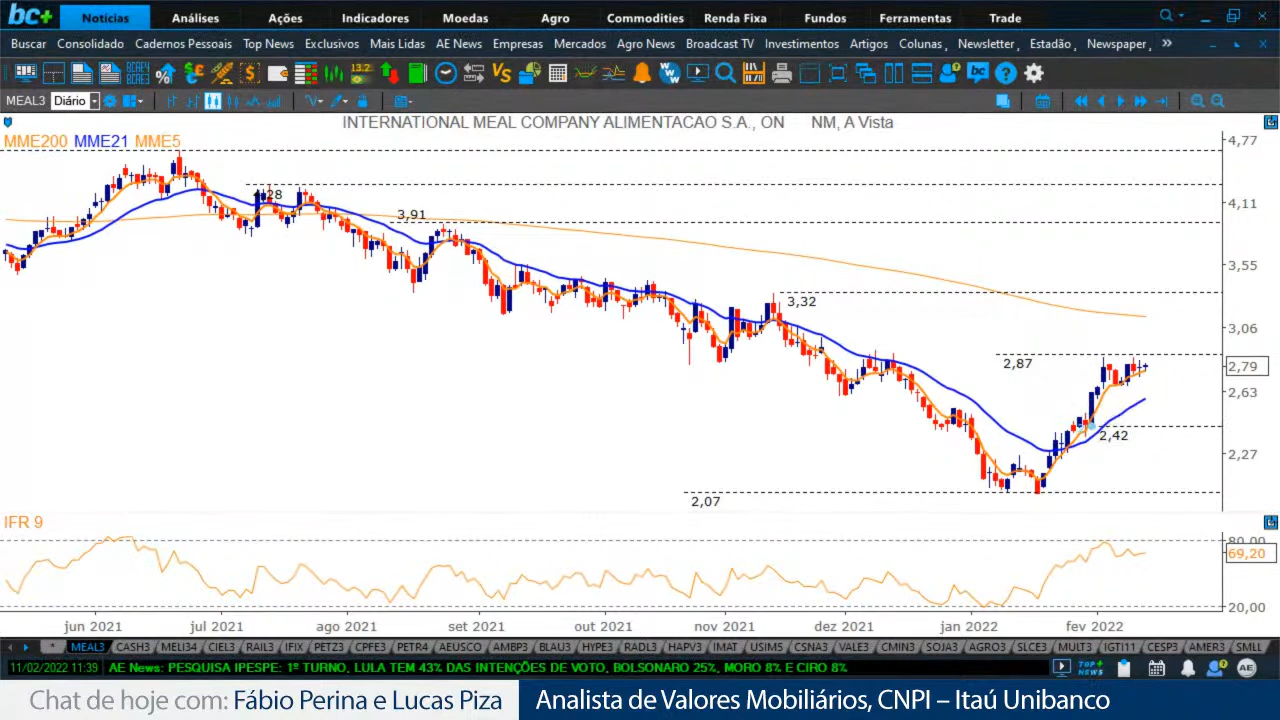 bc+ Notícias Análises Ações Indicadores Moedas Agro Commodities Renda Fixa Fundos Ferramentas Trade
Buscar Consolidado Cadernos Pessoais Top News Exclusivos Mais Lidas AE News Empresas Mercados Agro News Broadcast TV Investimentos Artigos Colunas Newsletter Estadão Newspaper
MEAL3 Diário
INTERNATIONAL MEAL COMPANY ALIMENTACAO S.A., ON NM, A Vista
MME200 MME21 MME5
4,77
4,28
4,11
3,91
3,55
3,32
3,06
2,87
2,79
2,63
2,42
2,27
2,07
IFR 9
80,00
69,20
20,00
jun 2021 jul 2021 ago 2021 set 2021 out 2021 nov 2021 dez 2021 jan 2022 fev 2022
* MEAL3 CASH3 MELI34 CIEL3 RAIL3 IFIX PETZ3 CPFE3 PETR4 AEUSCO AMBP3 BLAU3 HYPE3 RADL3 HAPV3 IMAT USIM5 CSNA3 VALE3 CMIN3 SOJA3 AGRO3 SLCE3 MULT3 IGTI11 CESP3 AMER3 SMLL
11/02/2022 11:39 AE News: PESQUISA IPESPE: 1º TURNO, LULA TEM 43% DAS INTENÇÕES DE VOTO, BOLSONARO 25%, MORO 8% E CIRO 8% TOP+ NEWS AE
Chat de hoje com: Fábio Perina e Lucas Piza Analista de Valores Mobiliários, CNPI – Itaú Unibanco